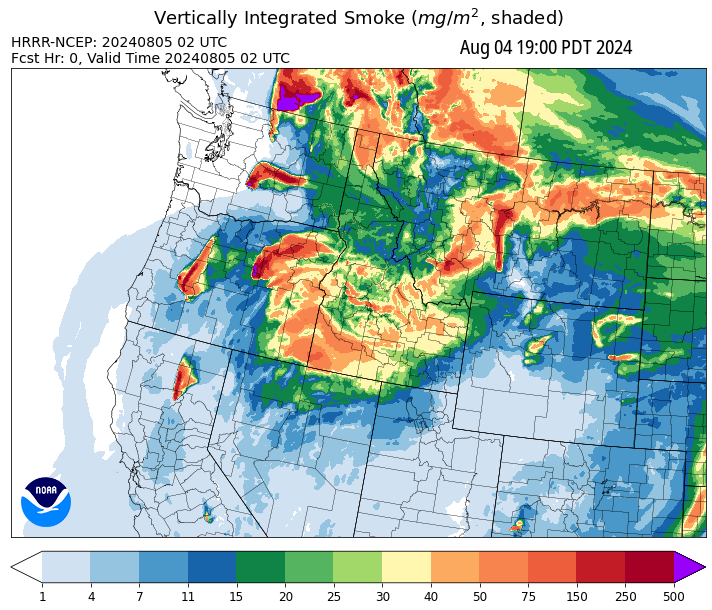 Vertically Integrated Smoke (mg/m², shaded)
HRRR-NCEP: 20240805 02 UTC
Aug 04 19:00 PDT 2024
Fcst Hr: 0, Valid Time 20240805 02 UTC
NOAA
1 4 7 11 15 20 25 30 40 50 75 150 250 500